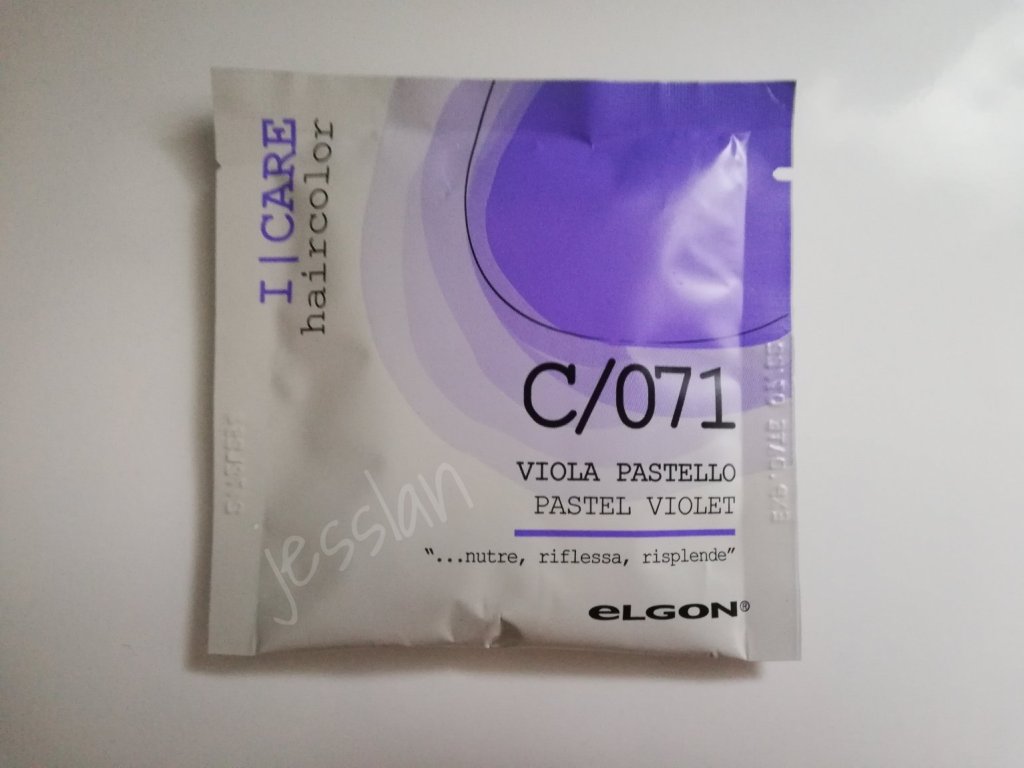 I|CARE
haircolor
C/071
VIOLA PASTELLO
PASTEL VIOLET
“...nutre, riflessa, risplende”
eLGON®
jesslan